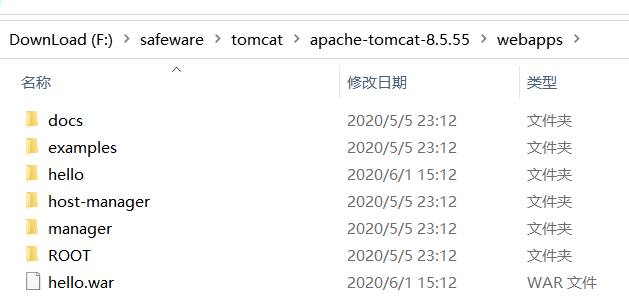 DownLoad (F:) > safeware > tomcat > apache-tomcat-8.5.55 > webapps >
名称 修改日期 类型
docs 2020/5/5 23:12 文件夹
examples 2020/5/5 23:12 文件夹
hello 2020/6/1 15:12 文件夹
host-manager 2020/5/5 23:12 文件夹
manager 2020/5/5 23:12 文件夹
ROOT 2020/5/5 23:12 文件夹
hello.war 2020/6/1 15:12 WAR 文件